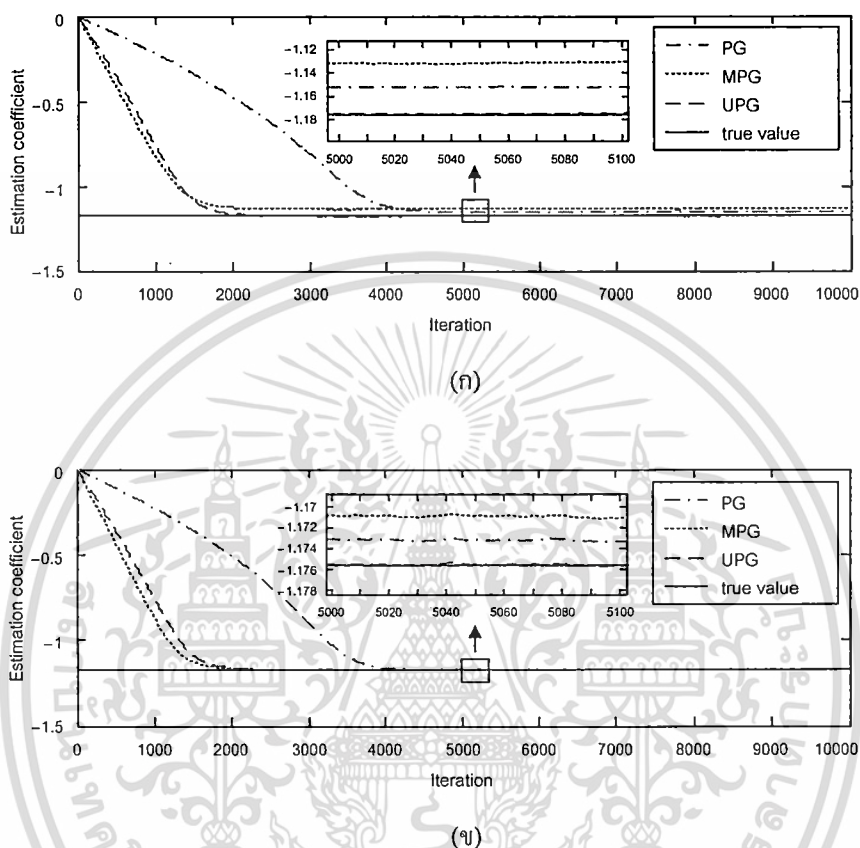 0
-0.5
-1
-1.5
Estimation coefficient
-1.12
-1.14
-1.16
-1.18
5000 5020 5040 5060 5080 5100
PG
MPG
UPG
true value
0 1000 2000 3000 4000 5000 6000 7000 8000 9000 10000
Iteration
(ก)
0
-0.5
-1
-1.5
Estimation coefficient
-1.17
-1.172
-1.174
-1.176
-1.178
5000 5020 5040 5060 5080 5100
PG
MPG
UPG
true value
0 1000 2000 3000 4000 5000 6000 7000 8000 9000 10000
Iteration
(ข)